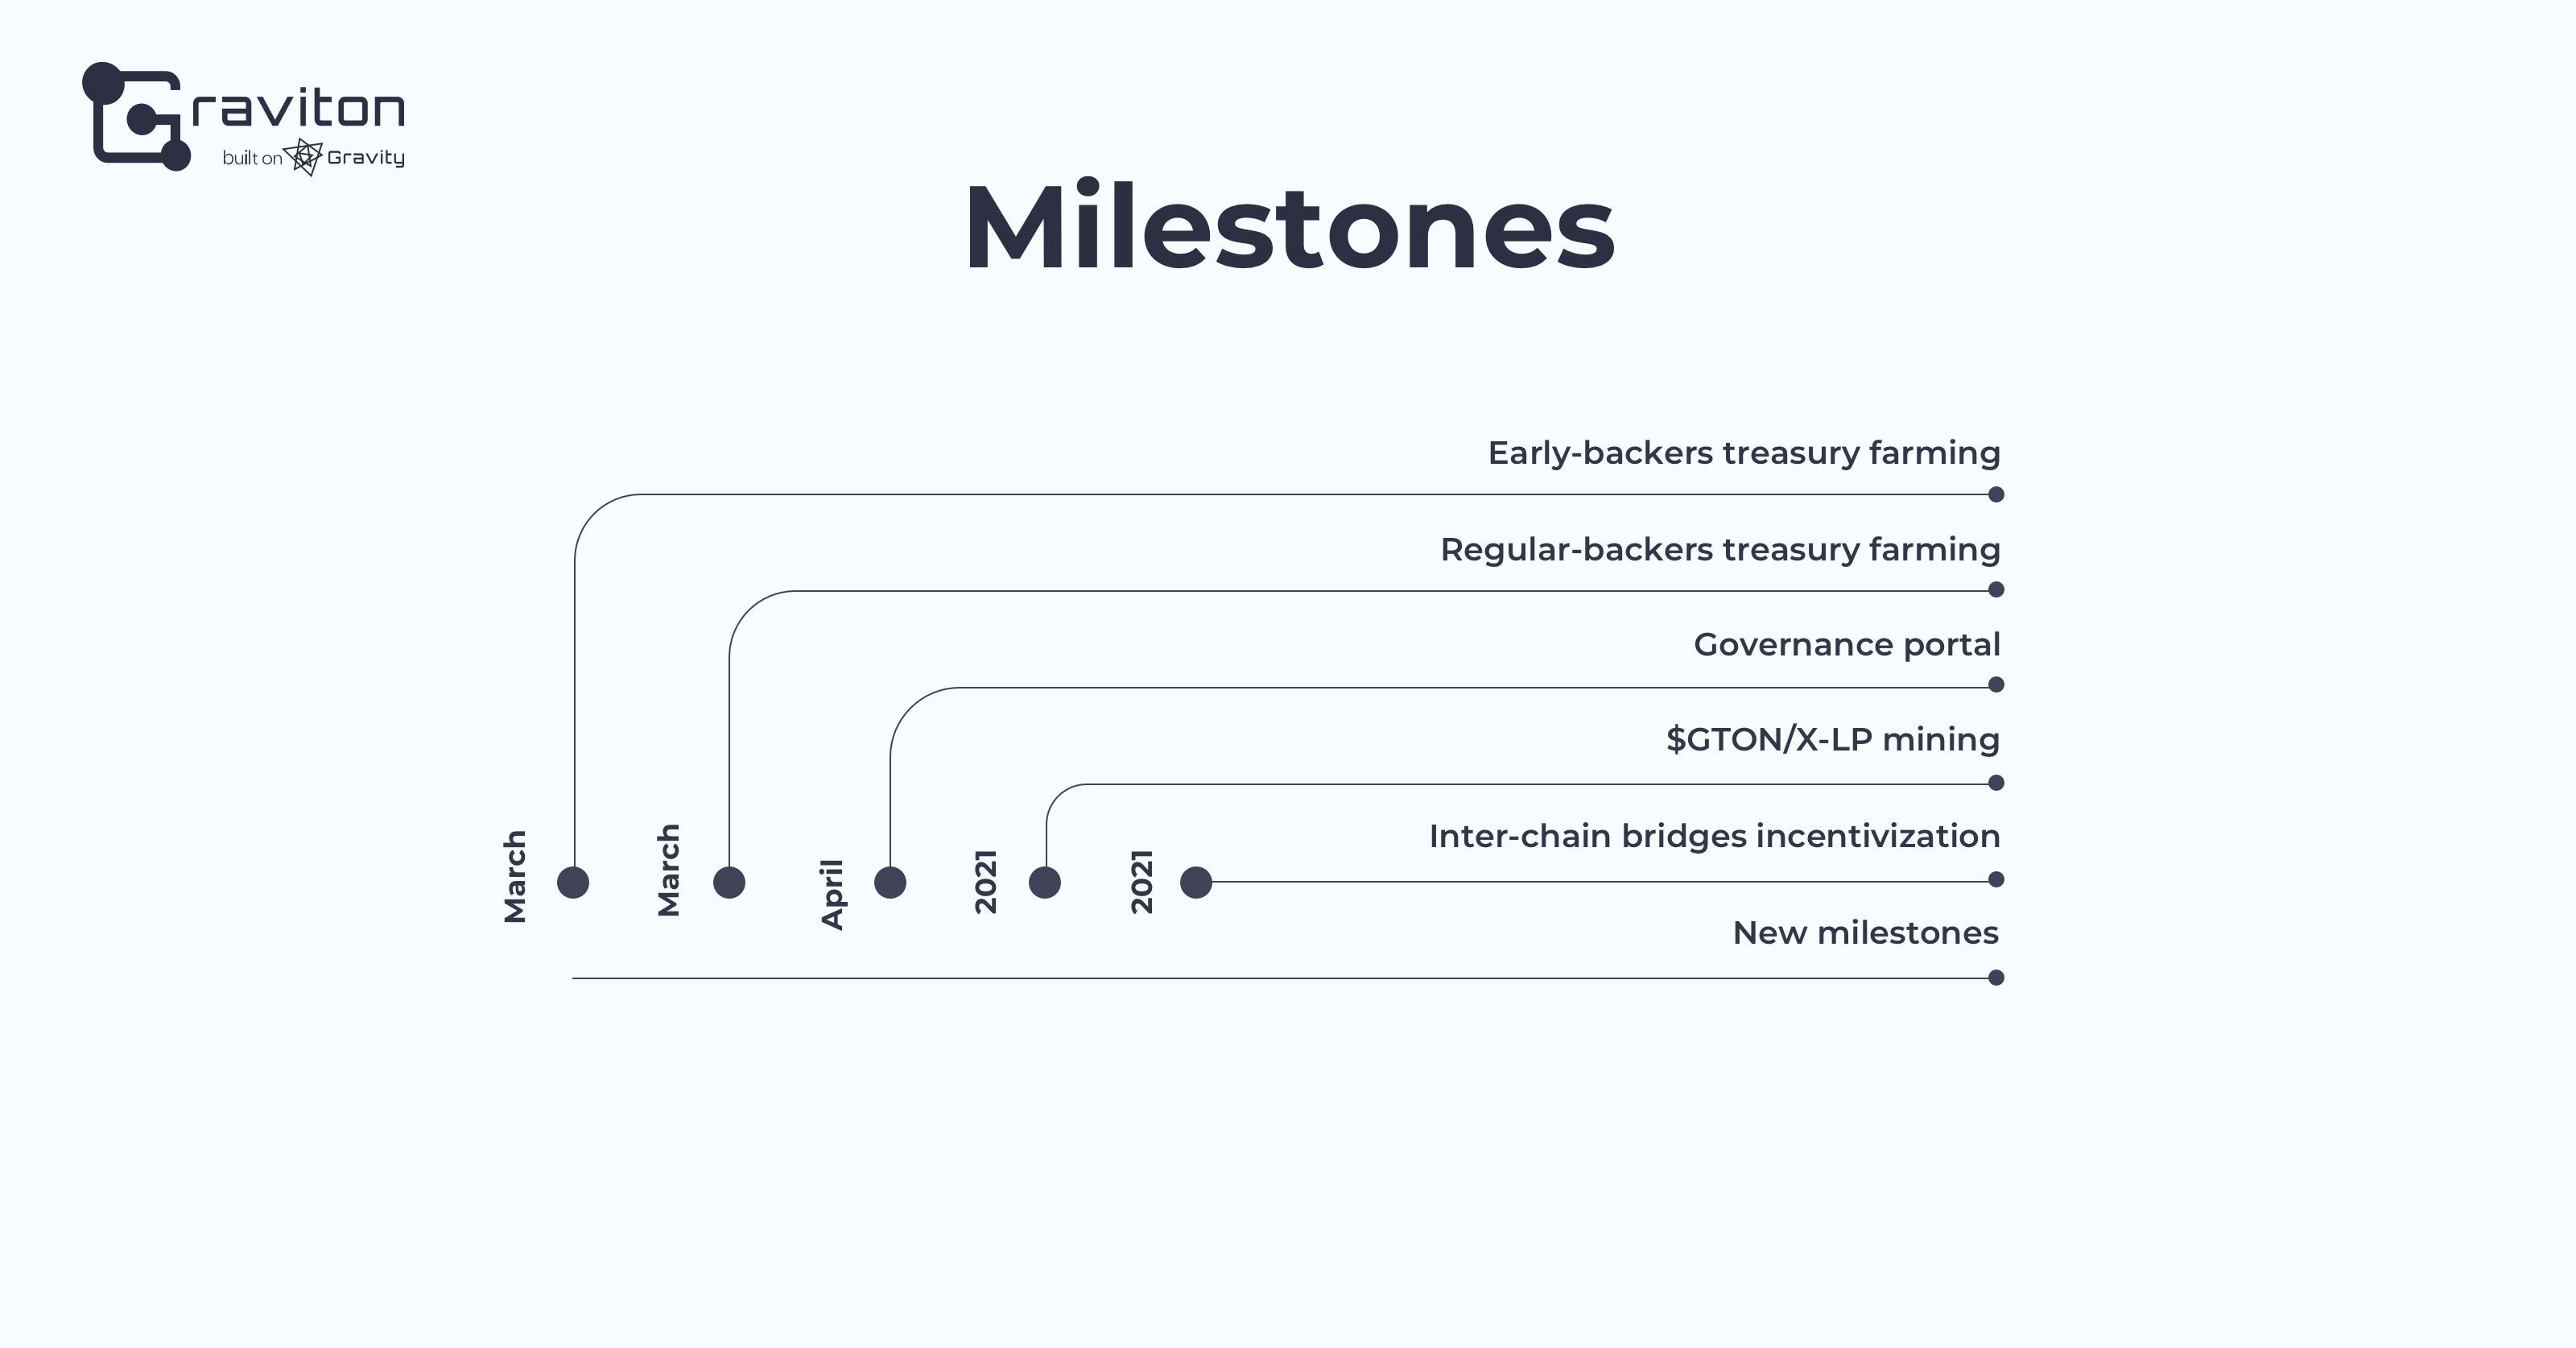 Graviton
built on Gravity
Milestones
Early-backers treasury farming
Regular-backers treasury farming
Governance portal
$GTON/X-LP mining
Inter-chain bridges incentivization
New milestones
March
March
April
2021
2021